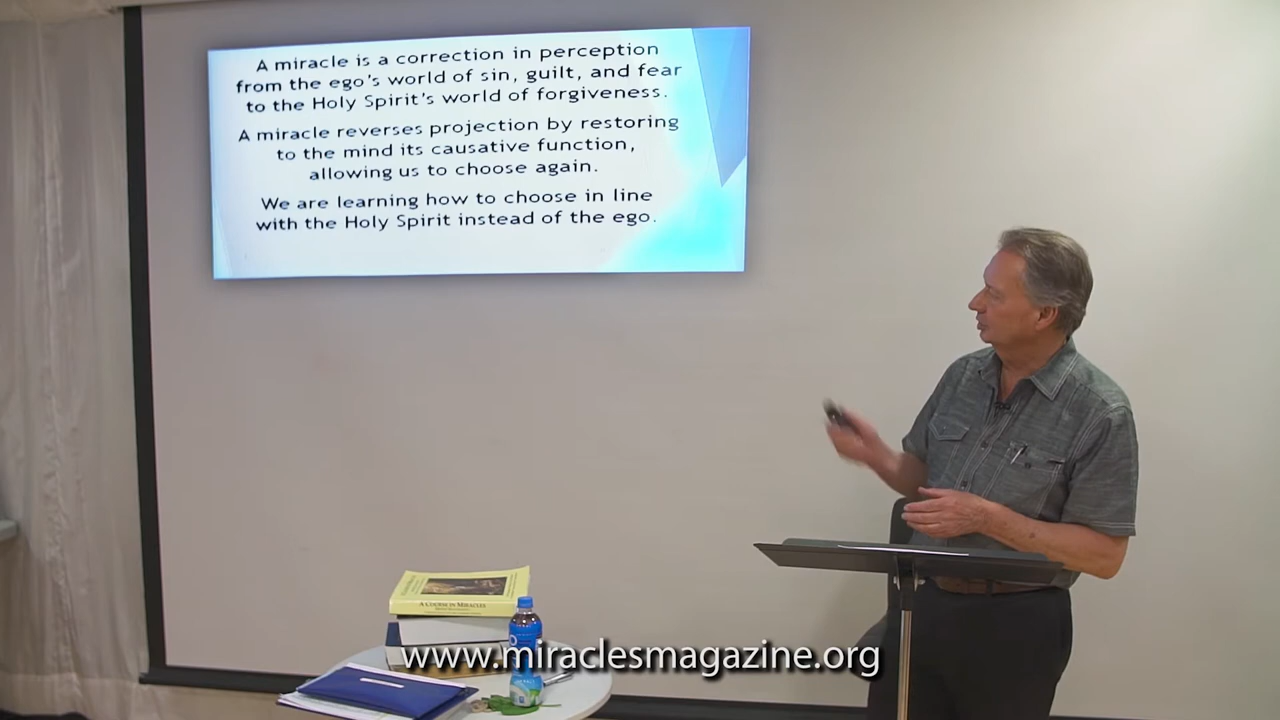 A miracle is a correction in perception
from the ego's world of sin, guilt, and fear
to the Holy Spirit's world of forgiveness.
A miracle reverses projection by restoring
to the mind its causative function,
allowing us to choose again.
We are learning how to choose in line
with the Holy Spirit instead of the ego.
A COURSE IN MIRACLES
www.miraclesmagazine.org